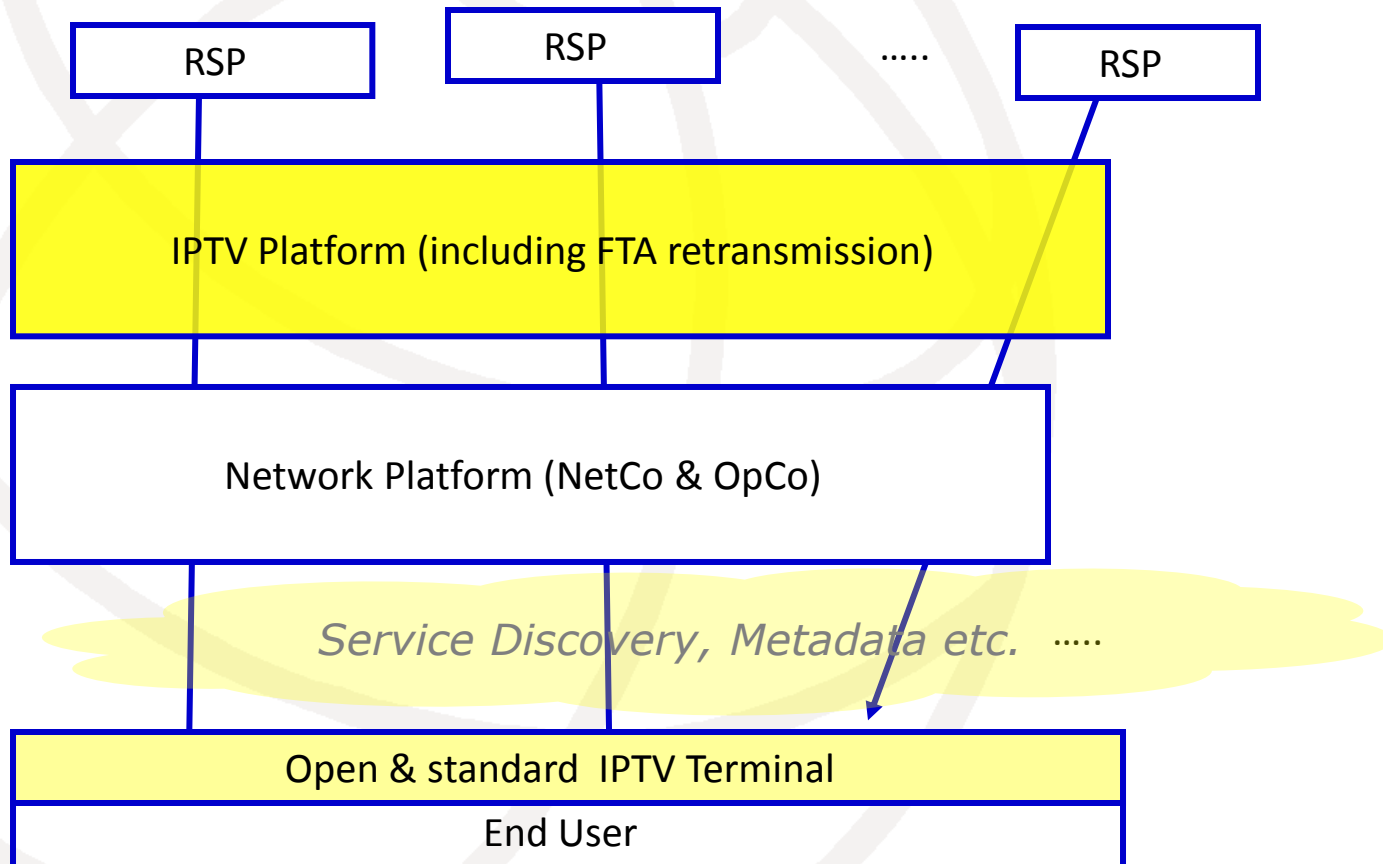 RSP
RSP
.....
RSP
IPTV Platform (including FTA retransmission)
Network Platform (NetCo & OpCo)
Service Discovery, Metadata etc. .....
Open & standard IPTV Terminal
End User